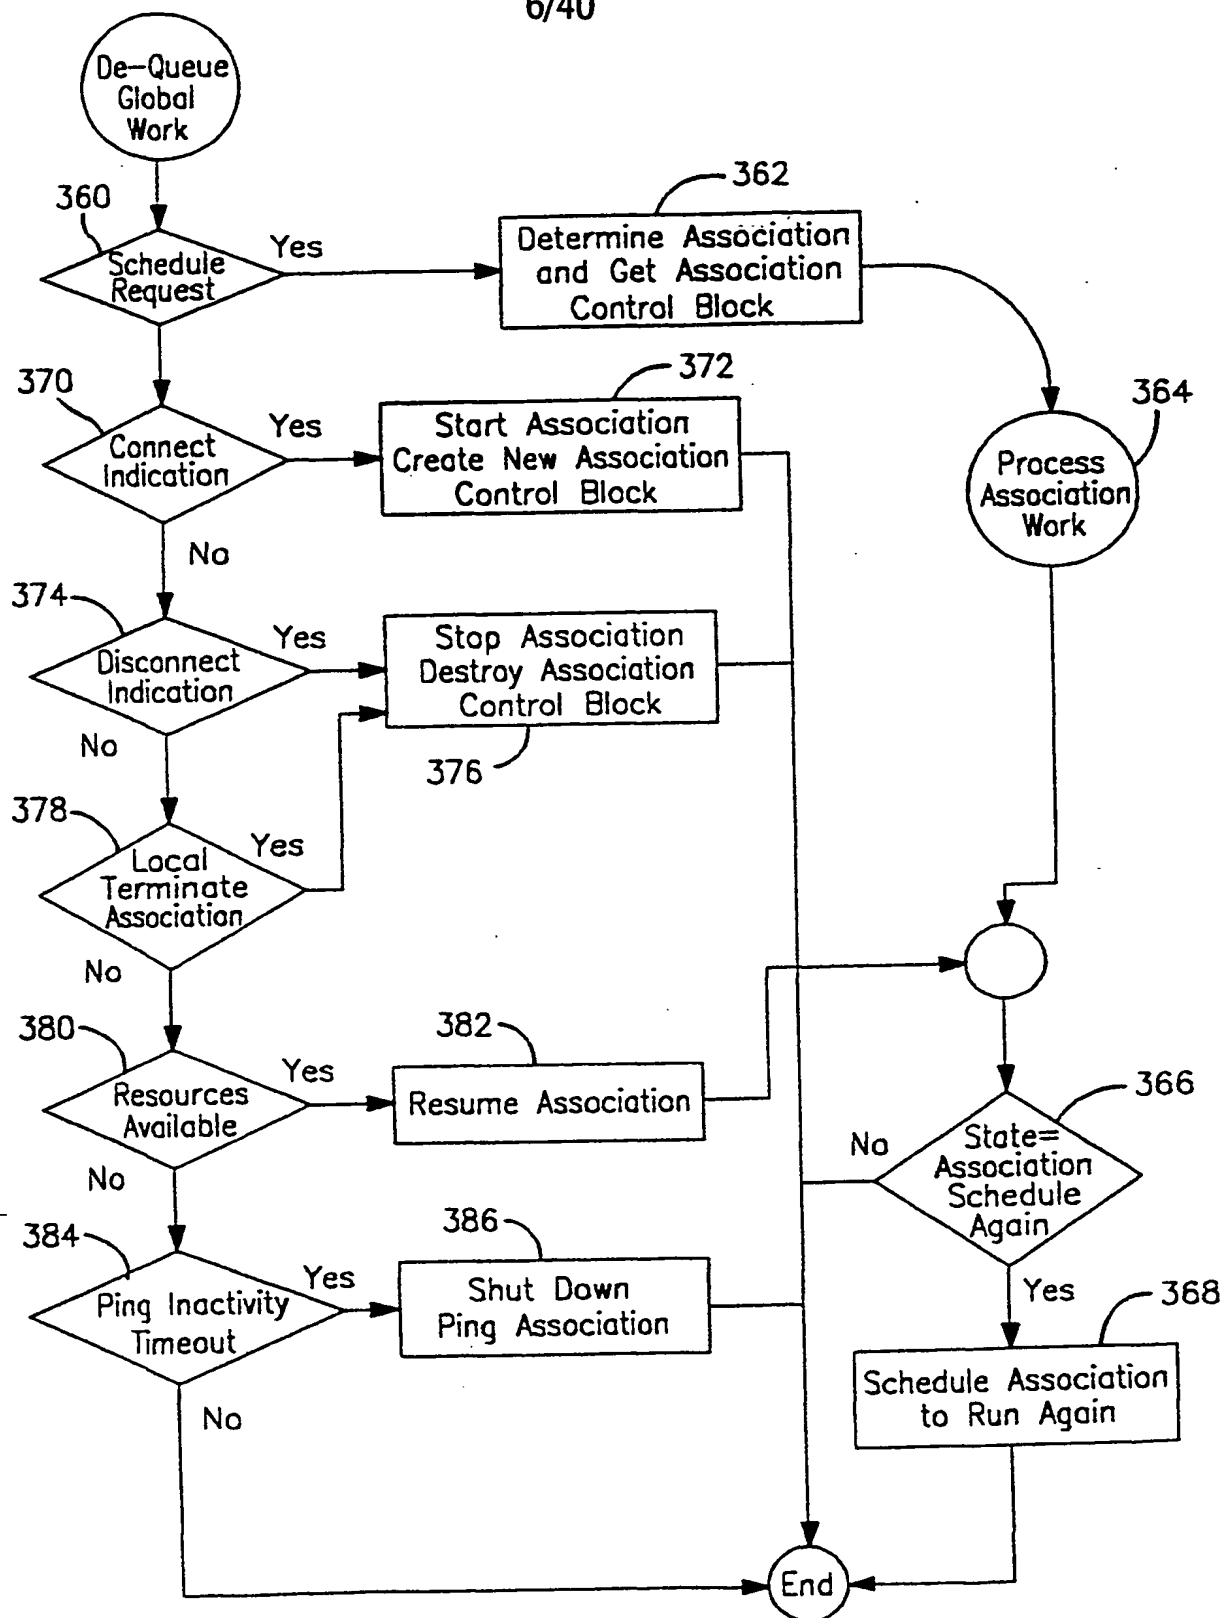 6/40
De-Queue
Global
Work
360
Schedule
Request
Yes
362
Determine Association
and Get Association
Control Block
364
Process
Association
Work
370
Connect
Indication
Yes
372
Start Association
Create New Association
Control Block
No
374
Disconnect
Indication
Yes
Stop Association
Destroy Association
Control Block
376
No
378
Local
Terminate
Association
Yes
No
380
Resources
Available
Yes
382
Resume Association
366
State=
Association
Schedule
Again
No
Yes
368
Schedule Association
to Run Again
No
384
Ping Inactivity
Timeout
Yes
386
Shut Down
Ping Association
No
End